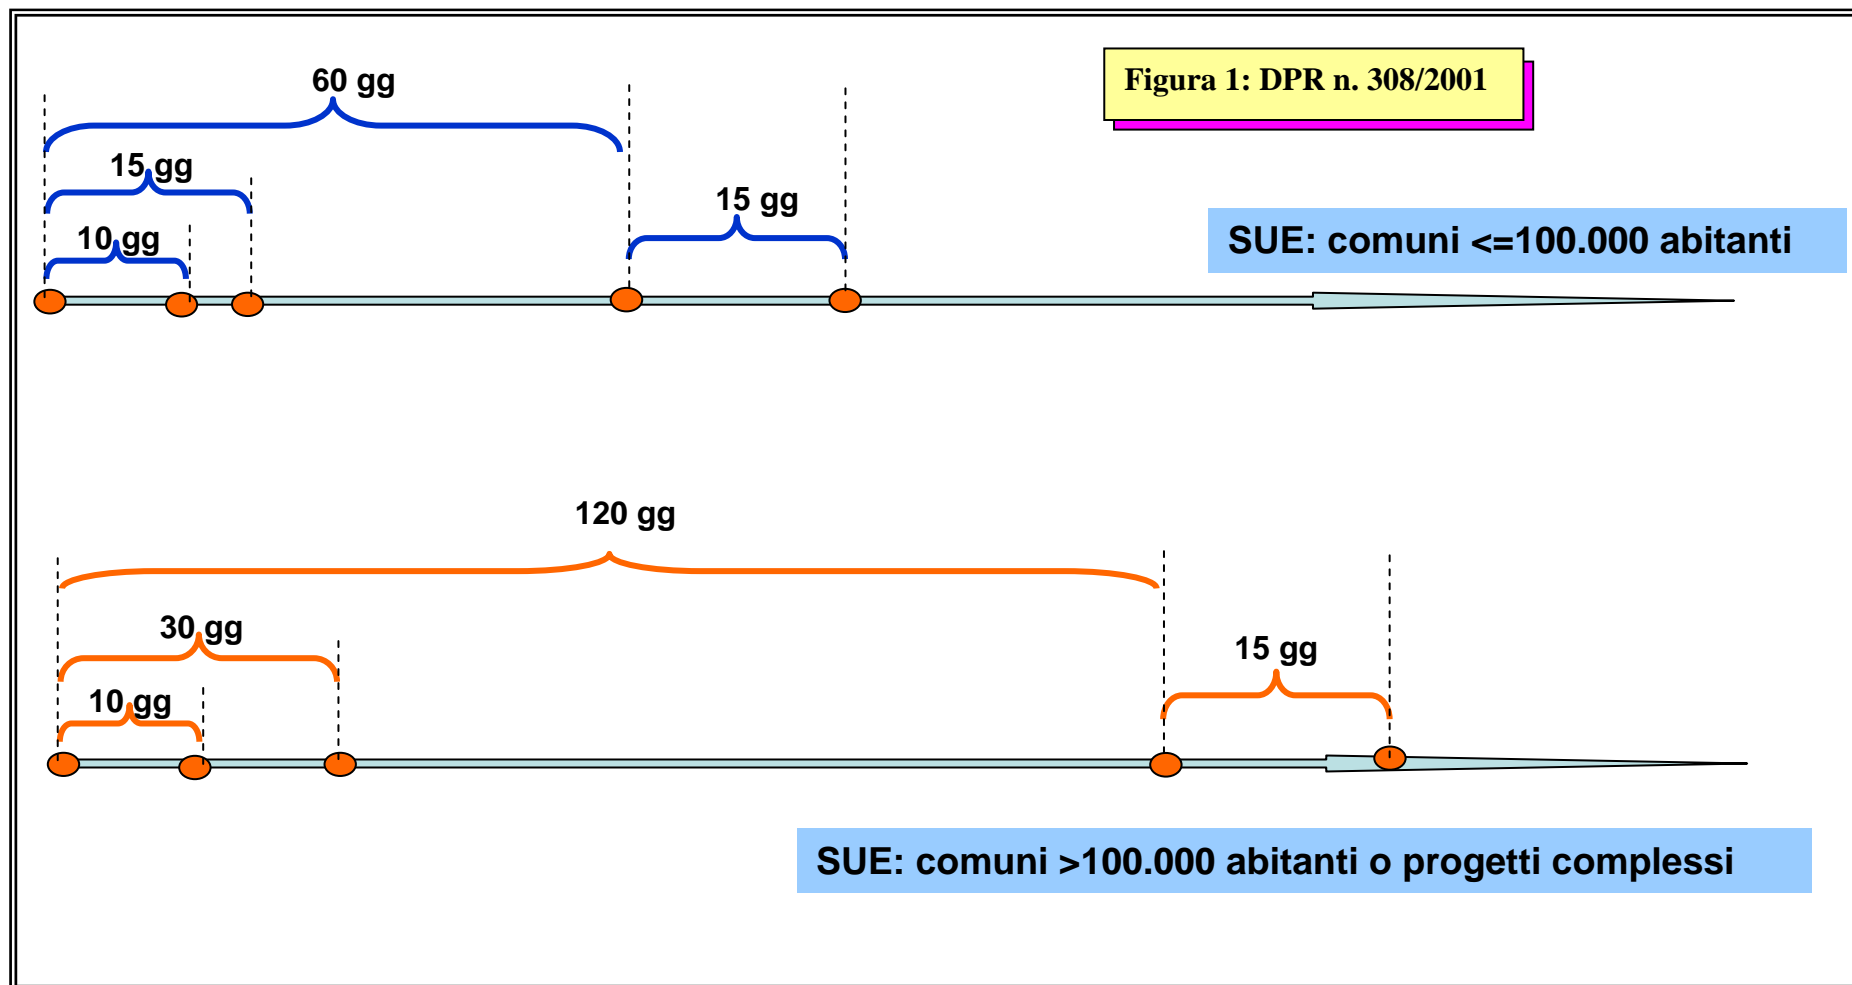 Figura 1: DPR n. 308/2001
60 gg
15 gg
15 gg
10 gg
SUE: comuni <=100.000 abitanti
120 gg
30 gg
15 gg
10 gg
SUE: comuni >100.000 abitanti o progetti complessi